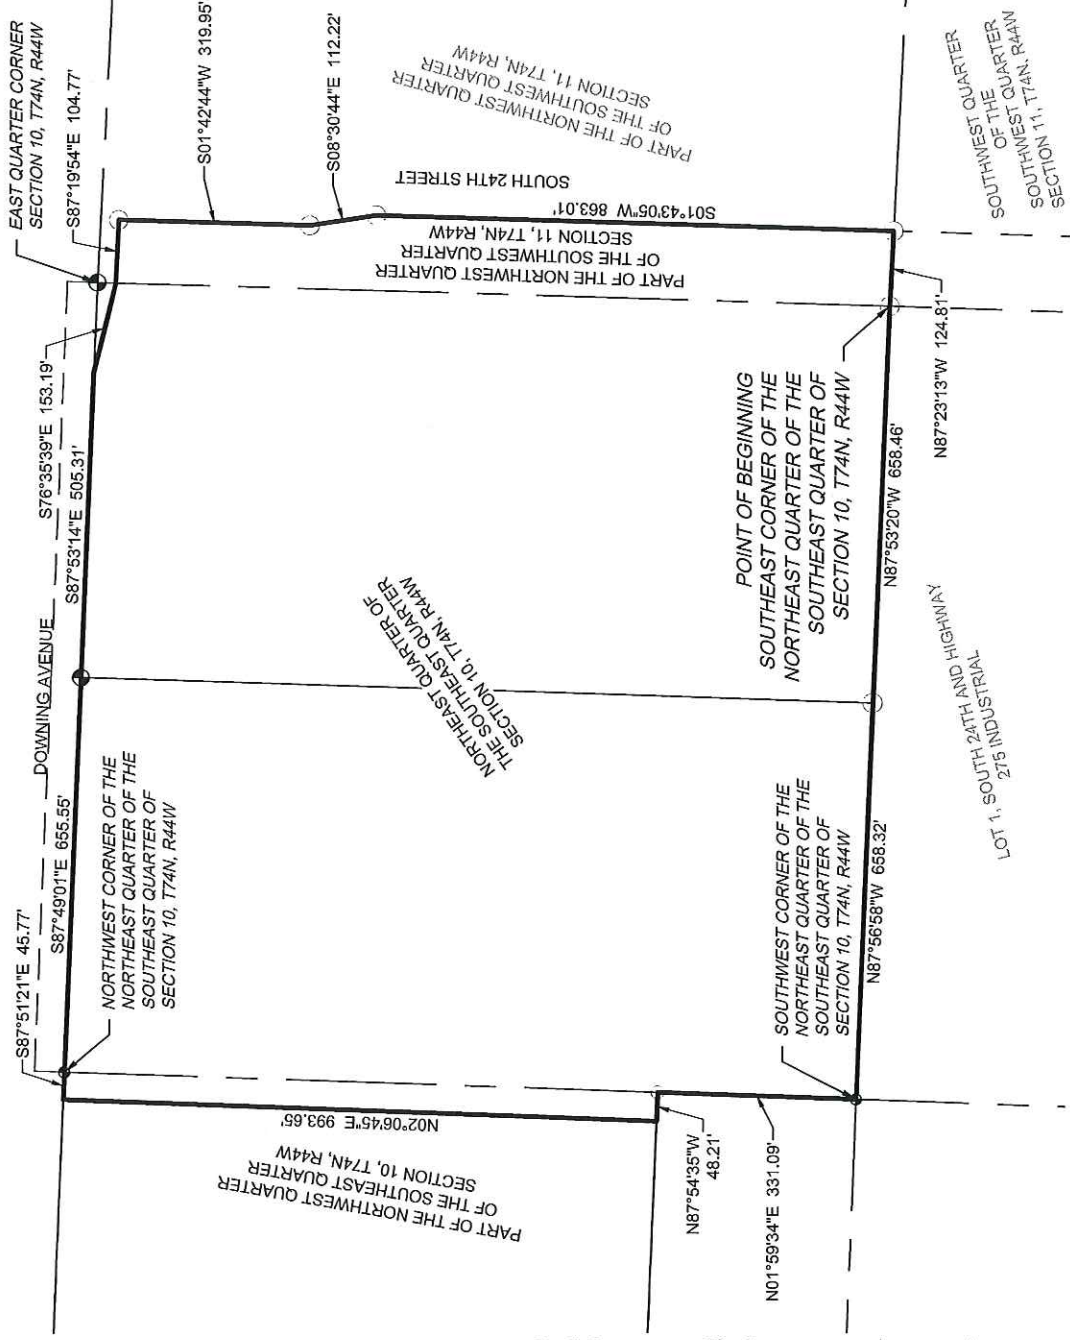 EAST QUARTER CORNER
SECTION 10, T74N, R44W
S87°19'54"E 104.77'
S01°42'44"W 319.95'
S08°30'44"E 112.22'
PART OF THE NORTHWEST QUARTER
OF THE SOUTHWEST QUARTER
SECTION 11, T74N, R44W
SOUTHWEST QUARTER
OF THE
SOUTHWEST QUARTER
SECTION 11, T74N, R44W
SOUTH 24TH STREET
S01°43'05"W 863.01'
PART OF THE NORTHWEST QUARTER
OF THE SOUTHWEST QUARTER
SECTION 11, T74N, R44W
S76°35'39"E 153.19'
S87°53'14"E 505.31'
DOWNING AVENUE
S87°49'01"E 655.55'
S87°51'21"E 45.77'
POINT OF BEGINNING
SOUTHEAST CORNER OF THE
NORTHEAST QUARTER OF THE
SOUTHEAST QUARTER OF
SECTION 10, T74N, R44W
N87°23'13"W 124.81'
N87°53'20"W 658.46'
NORTHEAST QUARTER OF
THE SOUTHEAST QUARTER
SECTION 10, T74N, R44W
LOT 1, SOUTH 24TH AND HIGHWAY
275 INDUSTRIAL
NORTHWEST CORNER OF THE
NORTHEAST QUARTER OF THE
SOUTHEAST QUARTER OF
SECTION 10, T74N, R44W
SOUTHWEST CORNER OF THE
NORTHEAST QUARTER OF THE
SOUTHEAST QUARTER OF
SECTION 10, T74N, R44W
N87°56'58"W 658.32'
N02°06'45"E 993.65'
PART OF THE NORTHWEST QUARTER
OF THE SOUTHEAST QUARTER
SECTION 10, T74N, R44W
N87°54'35"W
48.21'
N01°59'34"E 331.09'